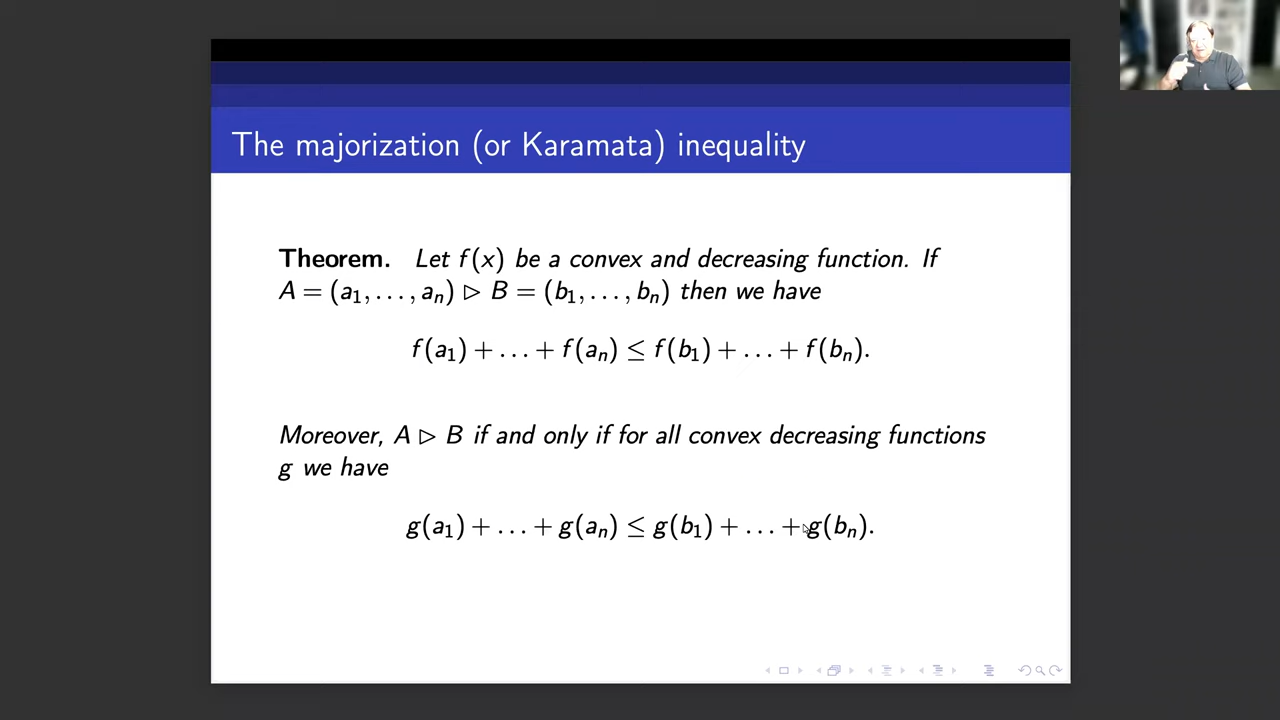 The majorization (or Karamata) inequality
Theorem. Let f(x) be a convex and decreasing function. If
A = (a₁, . . . , aₙ) ▷ B = (b₁, . . . , bₙ) then we have
f(a₁) + . . . + f(aₙ) ≤ f(b₁) + . . . + f(bₙ).
Moreover, A ▷ B if and only if for all convex decreasing functions
g we have
g(a₁) + . . . + g(aₙ) ≤ g(b₁) + . . . + g(bₙ).